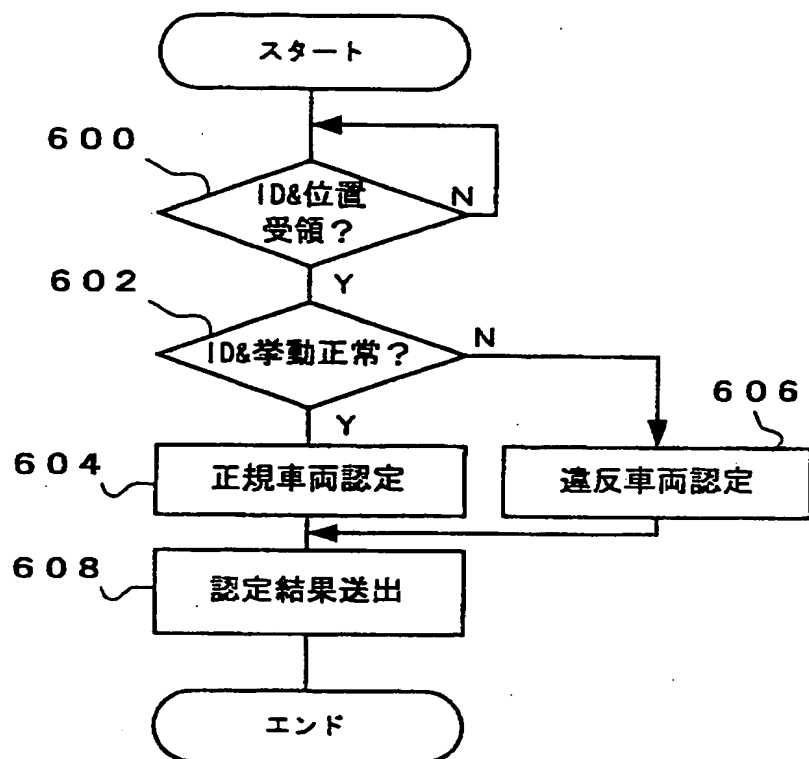 スタート
600
ID&位置
受領?
N
Y
602
ID&挙動正常?
N
Y
606
604
正規車両認定
違反車両認定
608
認定結果送出
エンド